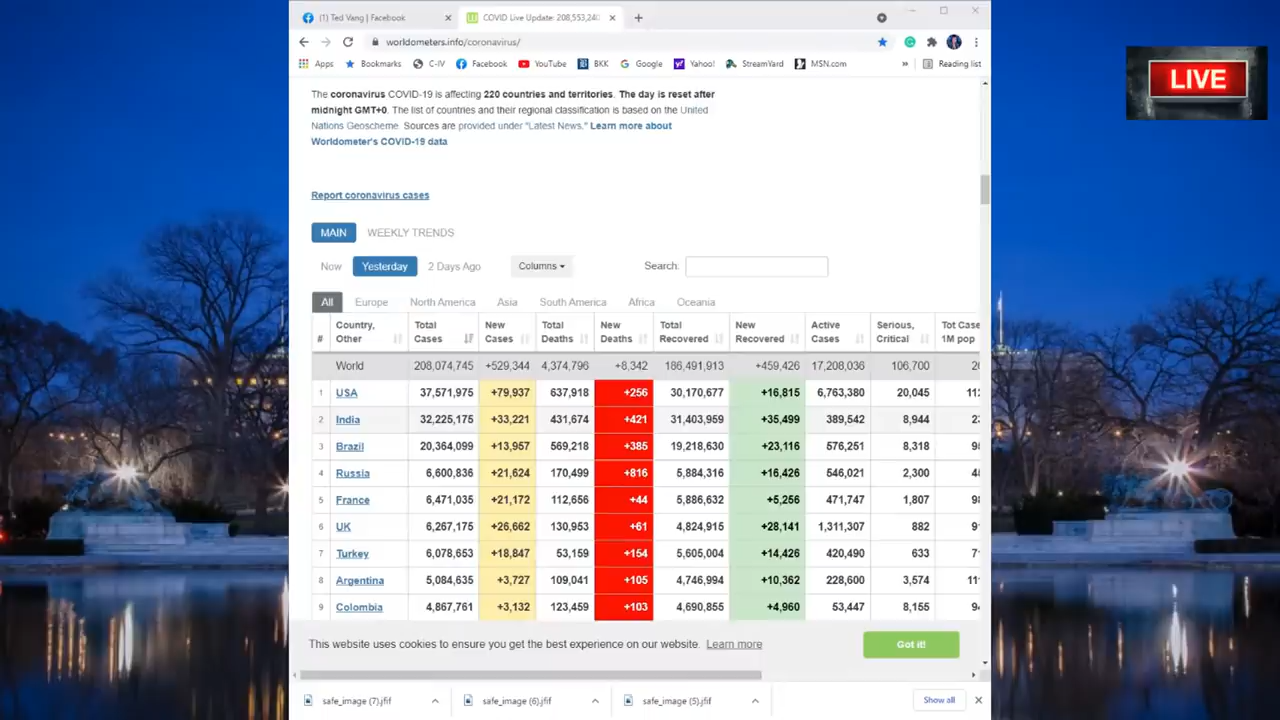 (1) Ted Vang | Facebook
COVID Live Update: 208,553,240
worldometers.info/coronavirus/
Apps Bookmarks C-IV Facebook YouTube BKK Google Yahoo! StreamYard MSN.com » Reading list
LIVE
The coronavirus COVID-19 is affecting 220 countries and territories. The day is reset after
midnight GMT+0. The list of countries and their regional classification is based on the United
Nations Geoscheme. Sources are provided under "Latest News." Learn more about
Worldometer's COVID-19 data
Report coronavirus cases
MAIN WEEKLY TRENDS
Now Yesterday 2 Days Ago Columns Search:
All Europe North America Asia South America Africa Oceania
Country, Total New Total New Total New Active Serious, Tot Cases
# Other Cases Cases Deaths Deaths Recovered Recovered Cases Critical 1M pop
World 208,074,745 +529,344 4,374,796 +8,342 186,491,913 +459,426 17,208,036 106,700
1 USA 37,571,975 +79,937 637,918 +256 30,170,677 +16,815 6,763,380 20,045
2 India 32,225,175 +33,221 431,674 +421 31,403,959 +35,499 389,542 8,944
3 Brazil 20,364,099 +13,957 569,218 +385 19,218,630 +23,116 576,251 8,318
4 Russia 6,600,836 +21,624 170,499 +816 5,884,316 +16,426 546,021 2,300
5 France 6,471,035 +21,172 112,656 +44 5,886,632 +5,256 471,747 1,807
6 UK 6,267,175 +26,662 130,953 +61 4,824,915 +28,141 1,311,307 882
7 Turkey 6,078,653 +18,847 53,159 +154 5,605,004 +14,426 420,490 633
8 Argentina 5,084,635 +3,727 109,041 +105 4,746,994 +10,362 228,600 3,574
9 Colombia 4,867,761 +3,132 123,459 +103 4,690,855 +4,960 53,447 8,155
This website uses cookies to ensure you get the best experience on our website. Learn more Got it!
safe_image (7).jfif safe_image (6).jfif safe_image (5).jfif Show all